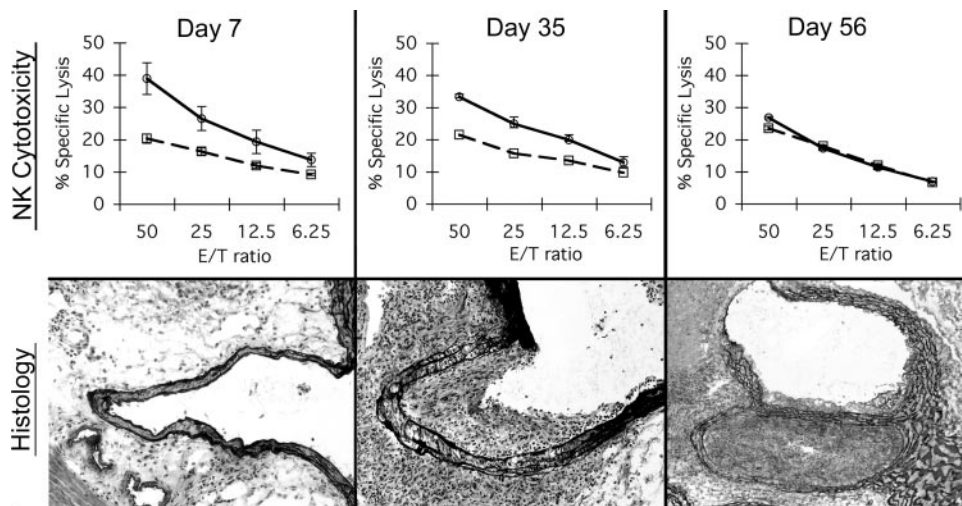 Day 7
Day 35
Day 56
NK Cytotoxicity
% Specific Lysis
50
40
30
20
10
0
50 25 12.5 6.25
E/T ratio
% Specific Lysis
50
40
30
20
10
0
50 25 12.5 6.25
E/T ratio
% Specific Lysis
50
40
30
20
10
0
50 25 12.5 6.25
E/T ratio
Histology